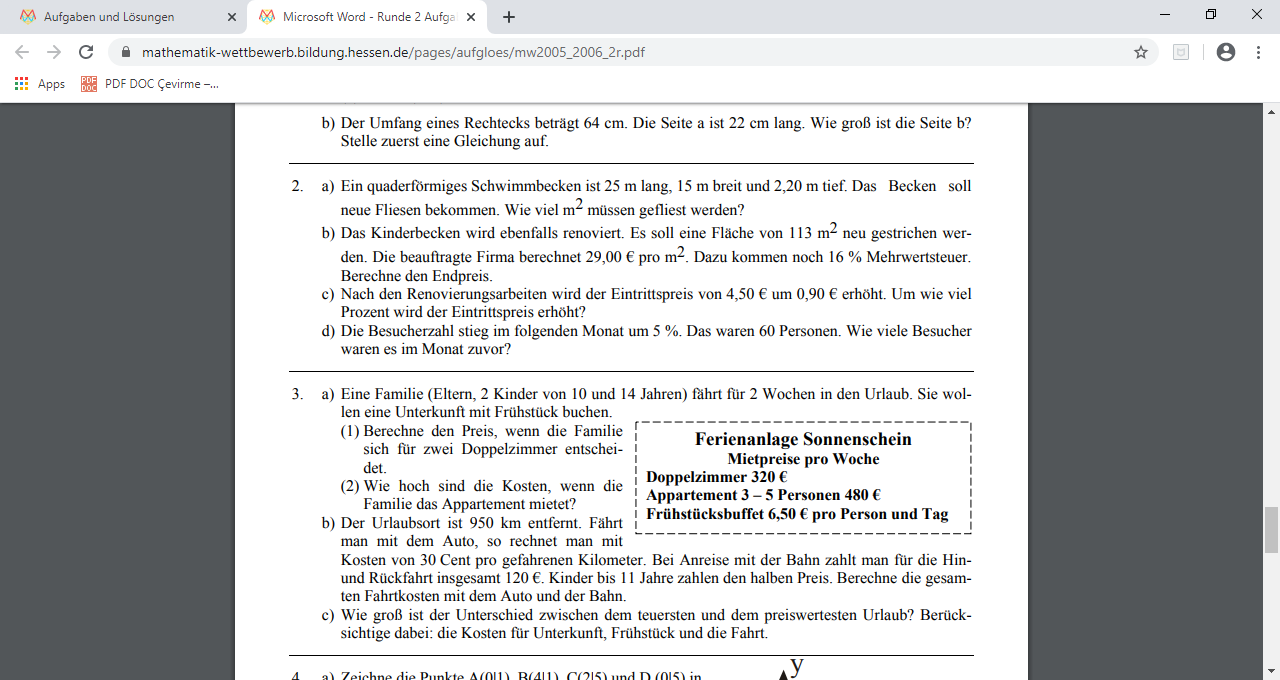 Aufgaben und Lösungen
Microsoft Word - Runde 2 Aufga
mathematik-wettbewerb.bildung.hessen.de/pages/aufgloes/mw2005_2006_2r.pdf
Apps
PDF DOC Çevirme –...
b) Der Umfang eines Rechtecks beträgt 64 cm. Die Seite a ist 22 cm lang. Wie groß ist die Seite b?
Stelle zuerst eine Gleichung auf.
2. a) Ein quaderförmiges Schwimmbecken ist 25 m lang, 15 m breit und 2,20 m tief. Das Becken soll
neue Fliesen bekommen. Wie viel m² müssen gefliest werden?
b) Das Kinderbecken wird ebenfalls renoviert. Es soll eine Fläche von 113 m² neu gestrichen wer-
den. Die beauftragte Firma berechnet 29,00 € pro m². Dazu kommen noch 16 % Mehrwertsteuer.
Berechne den Endpreis.
c) Nach den Renovierungsarbeiten wird der Eintrittspreis von 4,50 € um 0,90 € erhöht. Um wie viel
Prozent wird der Eintrittspreis erhöht?
d) Die Besucherzahl stieg im folgenden Monat um 5 %. Das waren 60 Personen. Wie viele Besucher
waren es im Monat zuvor?
3. a) Eine Familie (Eltern, 2 Kinder von 10 und 14 Jahren) fährt für 2 Wochen in den Urlaub. Sie wol-
len eine Unterkunft mit Frühstück buchen.
(1) Berechne den Preis, wenn die Familie
sich für zwei Doppelzimmer entschei-
det.
(2) Wie hoch sind die Kosten, wenn die
Familie das Appartement mietet?
Ferienanlage Sonnenschein
Mietpreise pro Woche
Doppelzimmer 320 €
Appartement 3 – 5 Personen 480 €
Frühstücksbuffet 6,50 € pro Person und Tag
b) Der Urlaubsort ist 950 km entfernt. Fährt
man mit dem Auto, so rechnet man mit
Kosten von 30 Cent pro gefahrenen Kilometer. Bei Anreise mit der Bahn zahlt man für die Hin-
und Rückfahrt insgesamt 120 €. Kinder bis 11 Jahre zahlen den halben Preis. Berechne die gesam-
ten Fahrtkosten mit dem Auto und der Bahn.
c) Wie groß ist der Unterschied zwischen dem teuersten und dem preiswertesten Urlaub? Berück-
sichtige dabei: die Kosten für Unterkunft, Frühstück und die Fahrt.
4. a) Zeichne die Punkte A(0|1), B(4|1), C(2|5) und D (0|5) in
y